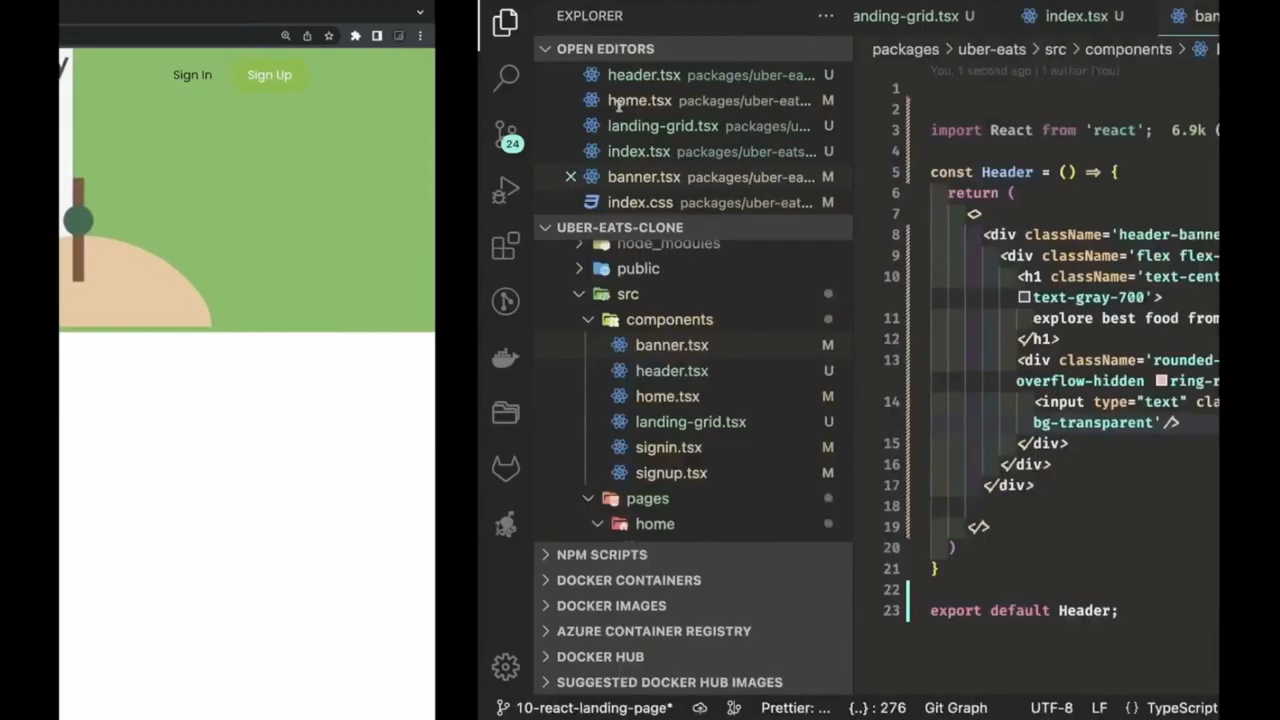 y
Sign In
Sign Up
EXPLORER
OPEN EDITORS
header.tsx packages/uber-ea... U
home.tsx packages/uber-eat... M
landing-grid.tsx packages/u... U
index.tsx packages/uber-eats... U
banner.tsx packages/uber-ea... M
index.css packages/uber-eat... M
24
UBER-EATS-CLONE
node_modules
public
src
components
banner.tsx M
header.tsx U
home.tsx M
landing-grid.tsx U
signin.tsx M
signup.tsx M
pages
home
NPM SCRIPTS
DOCKER CONTAINERS
DOCKER IMAGES
AZURE CONTAINER REGISTRY
DOCKER HUB
SUGGESTED DOCKER HUB IMAGES
anding-grid.tsx U index.tsx U ban
packages > uber-eats > src > components >
You, 1 second ago | 1 author (You)
1
2
3 import React from 'react'; 6.9k (
4
5 const Header = () => {
6 return (
7 <>
8 <div className='header-banne
9 <div className='flex flex-
10 <h1 className='text-cent
text-gray-700'>
11 explore best food from
12 </h1>
13 <div className='rounded-
overflow-hidden ring-r
14 <input type="text" cla
bg-transparent'/>
15 </div>
16 </div>
17 </div>
18
19 </>
20 )
21 }
22
23 export default Header;
10-react-landing-page* Prettier: ... {..} : 276 Git Graph UTF-8 LF {} TypeScript